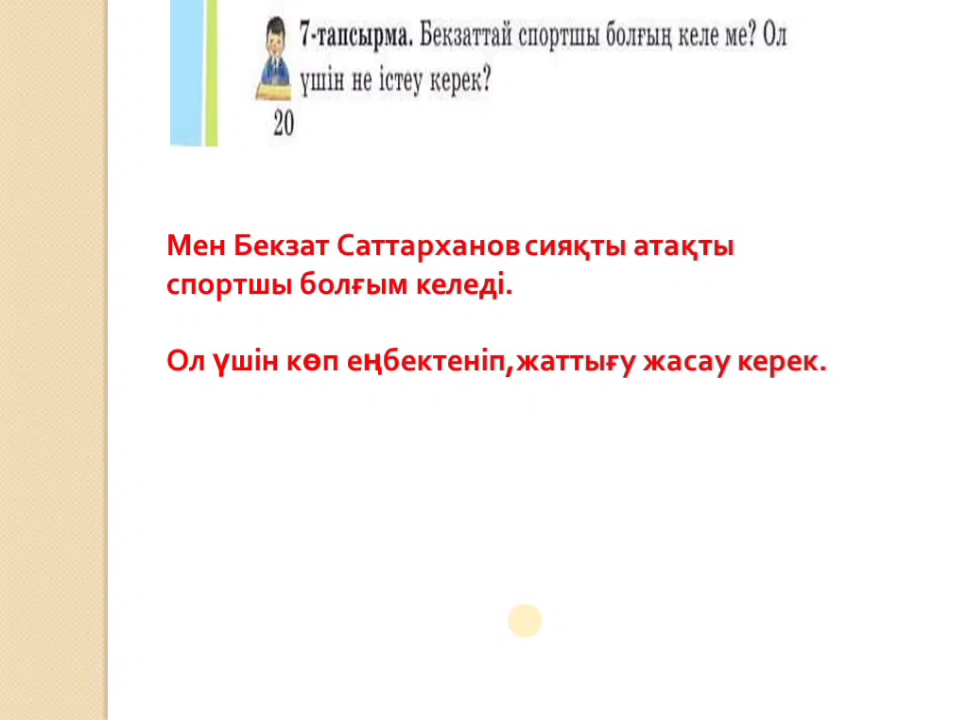 7-тапсырма. Бекзаттай спортшы болғың келе ме? Ол
үшін не істеу керек?
20
Мен Бекзат Саттарханов сияқты атақты
спортшы болғым келеді.
Ол үшін көп еңбектеніп,жаттығу жасау керек.